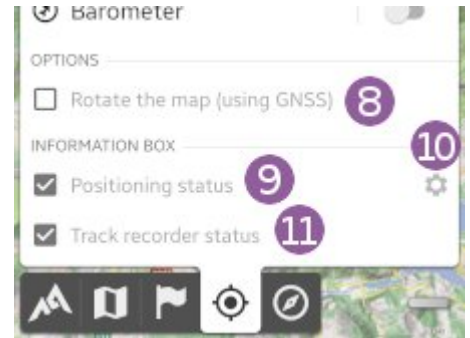 Barometer
OPTIONS
Rotate the map (using GNSS) 8
INFORMATION BOX 10
Positioning status 9
Track recorder status 11